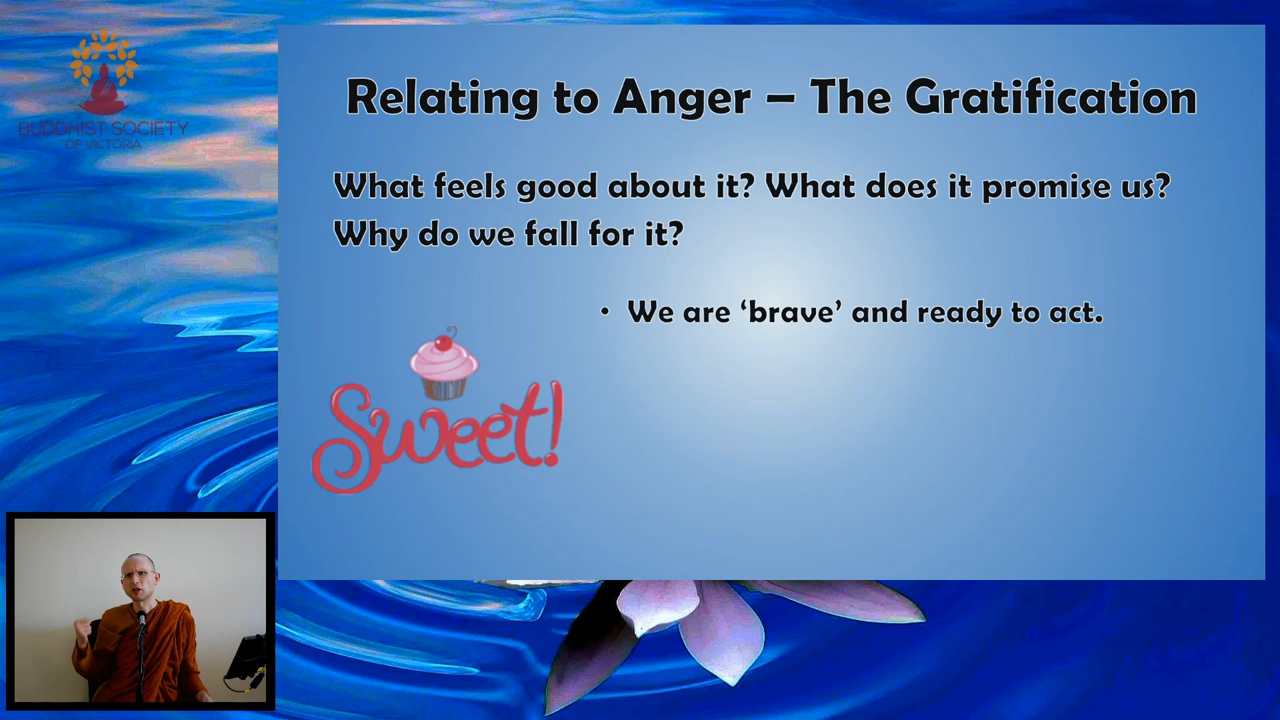 BUDDHIST SOCIETY
OF VICTORIA
Relating to Anger – The Gratification
What feels good about it? What does it promise us?
Why do we fall for it?
• We are ‘brave’ and ready to act.
Sweet!